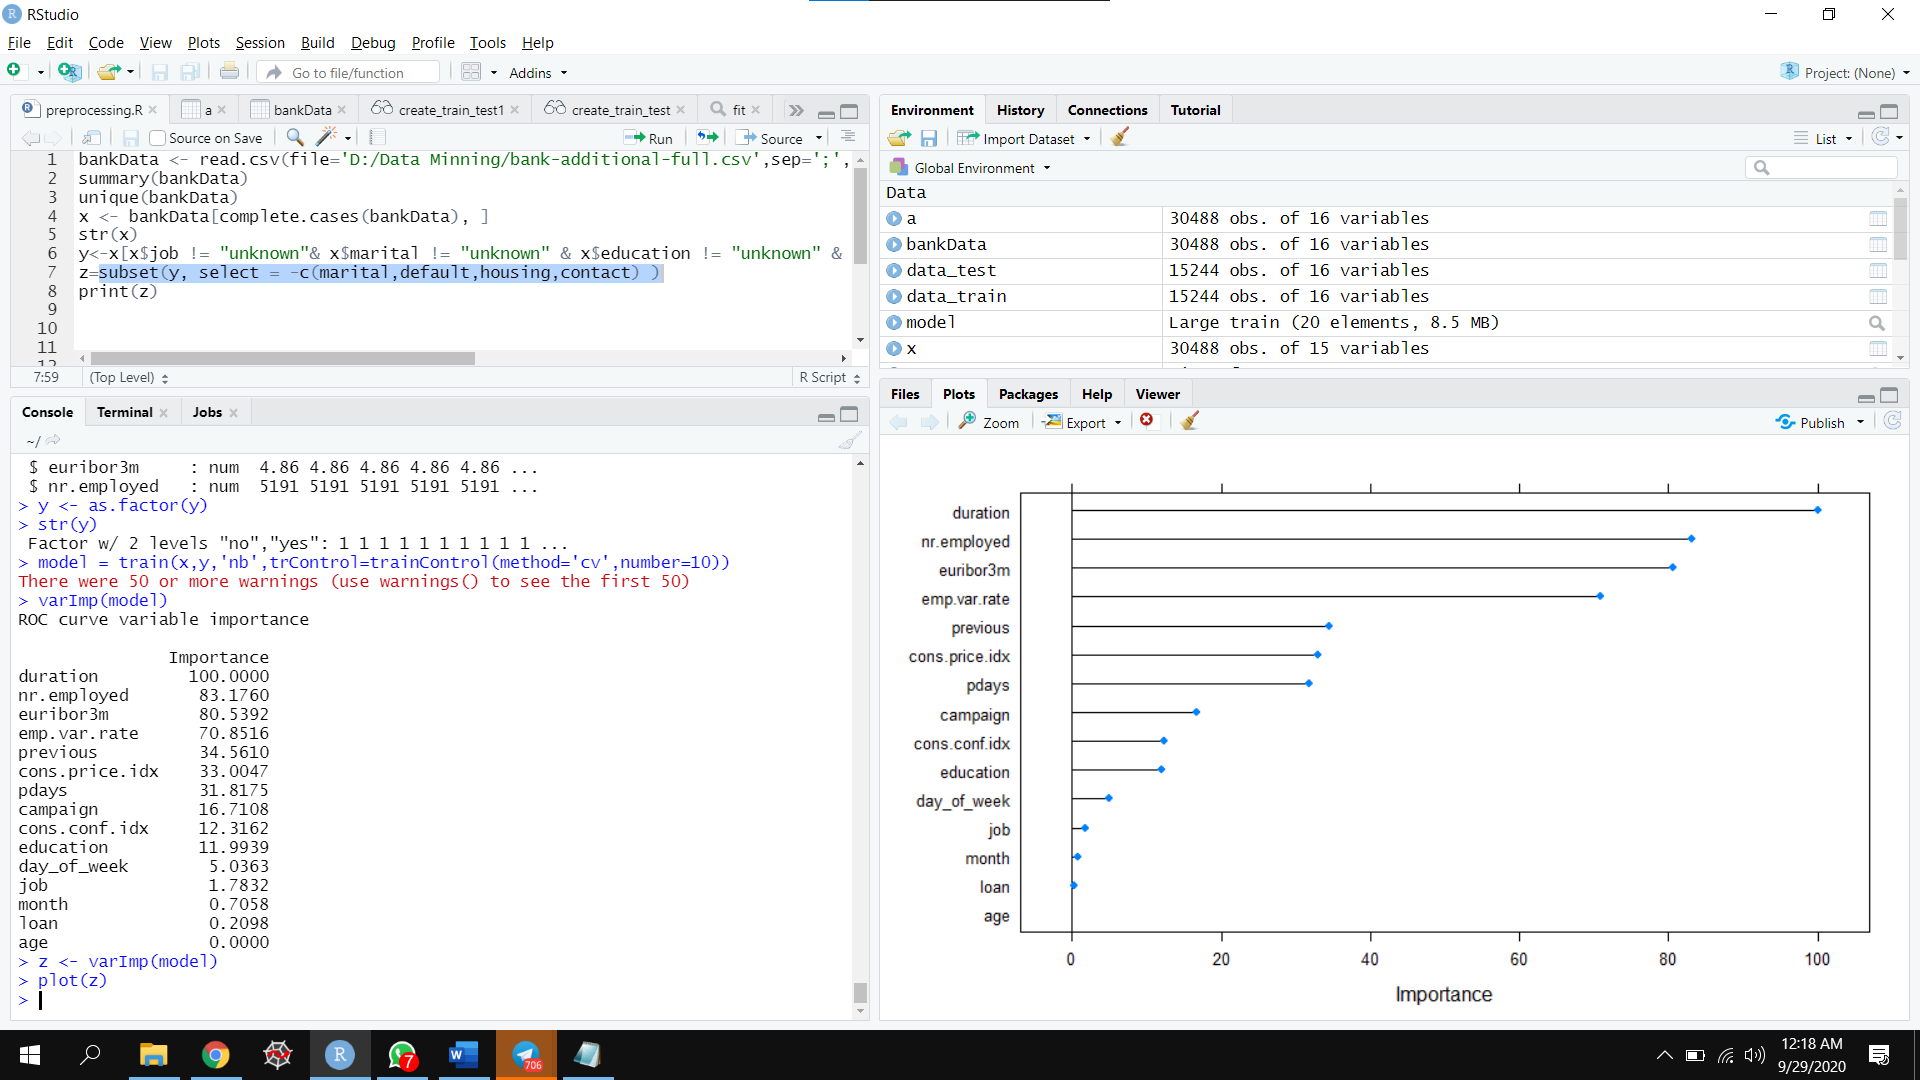 RStudio
File Edit Code View Plots Session Build Debug Profile Tools Help
Go to file/function Addins Project: (None)
preprocessing.R a bankData create_train_test1 create_train_test fit
Source on Save Run Source
1 bankData <- read.csv(file='D:/Data Minning/bank-additional-full.csv',sep=';',
2 summary(bankData)
3 unique(bankData)
4 x <- bankData[complete.cases(bankData), ]
5 str(x)
6 y<-x[x$job != "unknown"& x$marital != "unknown" & x$education != "unknown" &
7 z=subset(y, select = -c(marital,default,housing,contact) )
8 print(z)
9
10
11
7:59 (Top Level) R Script
Console Terminal Jobs
~/
$ euribor3m : num 4.86 4.86 4.86 4.86 4.86 ...
$ nr.employed : num 5191 5191 5191 5191 5191 ...
> y <- as.factor(y)
> str(y)
Factor w/ 2 levels "no","yes": 1 1 1 1 1 1 1 1 1 1 ...
> model = train(x,y,'nb',trControl=trainControl(method='cv',number=10))
There were 50 or more warnings (use warnings() to see the first 50)
> varImp(model)
ROC curve variable importance
Importance
duration 100.0000
nr.employed 83.1760
euribor3m 80.5392
emp.var.rate 70.8516
previous 34.5610
cons.price.idx 33.0047
pdays 31.8175
campaign 16.7108
cons.conf.idx 12.3162
education 11.9939
day_of_week 5.0363
job 1.7832
month 0.7058
loan 0.2098
age 0.0000
> z <- varImp(model)
> plot(z)
>
Environment History Connections Tutorial
Import Dataset List
Global Environment
Data
a 30488 obs. of 16 variables
bankData 30488 obs. of 16 variables
data_test 15244 obs. of 16 variables
data_train 15244 obs. of 16 variables
model Large train (20 elements, 8.5 MB)
x 30488 obs. of 15 variables
Files Plots Packages Help Viewer
Zoom Export Publish
duration
nr.employed
euribor3m
emp.var.rate
previous
cons.price.idx
pdays
campaign
cons.conf.idx
education
day_of_week
job
month
loan
age
0 20 40 60 80 100
Importance
7
706
12:18 AM
9/29/2020